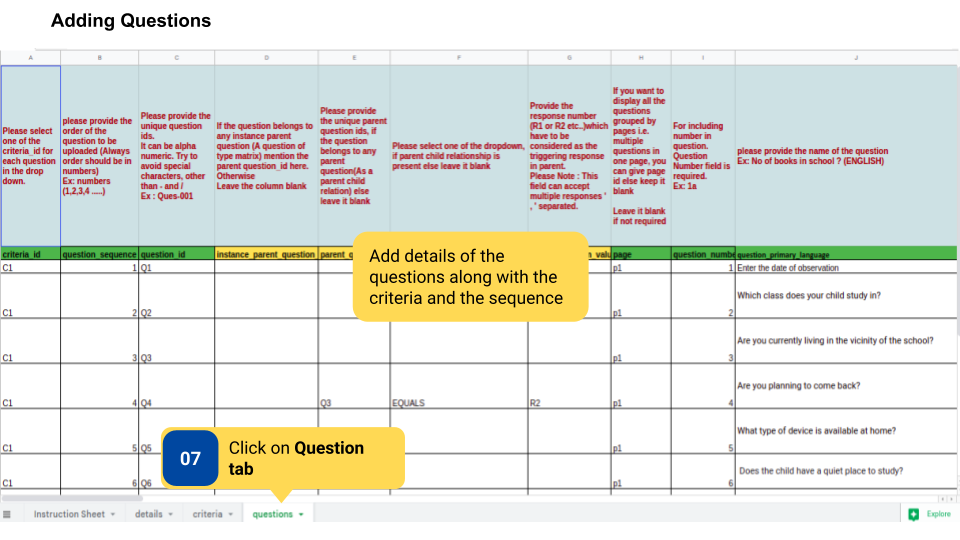 Adding Questions
A B C D E F G H I J
Please select
one of the
criteria_id for
each question
in the drop
down.
please provide the
order of the
question to be
uploaded (Always
order should be in
numbers)
Ex: numbers
(1,2,3,4 .....)
Please provide the
unique question
ids.
It can be alpha
numeric. Try to
avoid special
characters, other
than - and /
Ex : Ques-001
If the question belongs to
any instance parent
question (A question of
type matrix) mention the
parent question_id here.
Otherwise
Leave the column blank
Please provide
the unique parent
question ids, if
the question
belongs to any
parent
question(As a
parent child
relation) else
leave it blank
Please select one of the dropdown,
if parent child relationship is
present else leave it blank
Provide the
response number
(R1 or R2 etc..)which
have to be
considered as the
triggering response
in parent.
Please Note : This
field can accept
multiple responses '
, ' separated.
If you want to
display all the
questions
grouped by
pages i.e.
multiple
questions in
one page, you
can give page
id else keep it
blank
Leave it blank
if not required
For including
number in
question.
Question
Number field is
required.
Ex: 1a
please provide the name of the question
Ex: No of books in school ? (ENGLISH)
criteria_id question_sequence question_id instance_parent_question parent_q n_valu page question_numbe question_primary_language
C1 1 Q1 p1 1 Enter the date of observation
Add details of the
questions along with the
criteria and the sequence
C1 2 Q2 p1 2 Which class does your child study in?
C1 3 Q3 p1 3 Are you currently living in the vicinity of the school?
C1 4 Q4 Q3 EQUALS R2 p1 4 Are you planning to come back?
C1 5 Q5 p1 5 What type of device is available at home?
C1 6 Q6 p1 6 Does the child have a quiet place to study?
07 Click on Question
tab
Instruction Sheet details criteria questions Explore